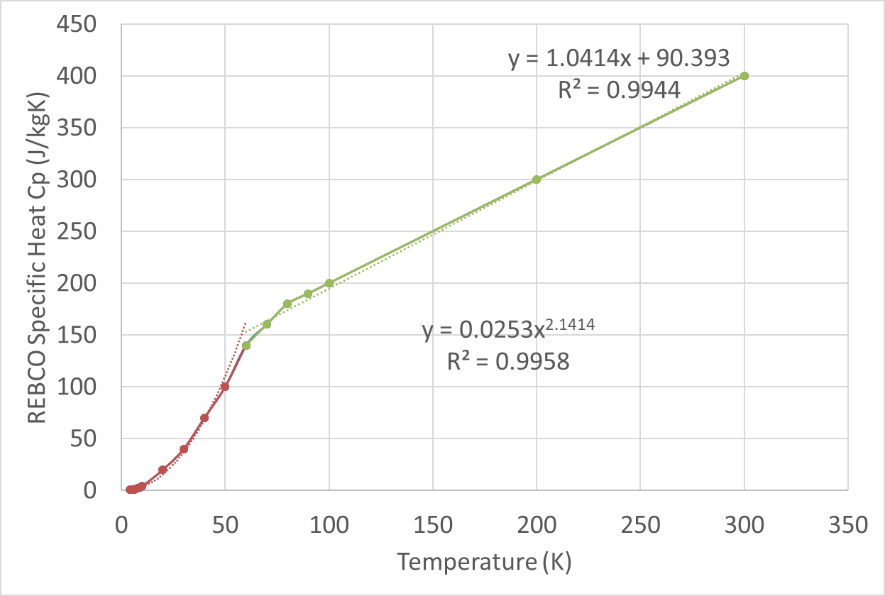 450
400
350
300
250
200
150
100
50
0
REBCO Specific Heat Cp (J/kgK)
y = 1.0414x + 90.393
R² = 0.9944
y = 0.0253x^2.1414
R² = 0.9958
0 50 100 150 200 250 300 350
Temperature (K)